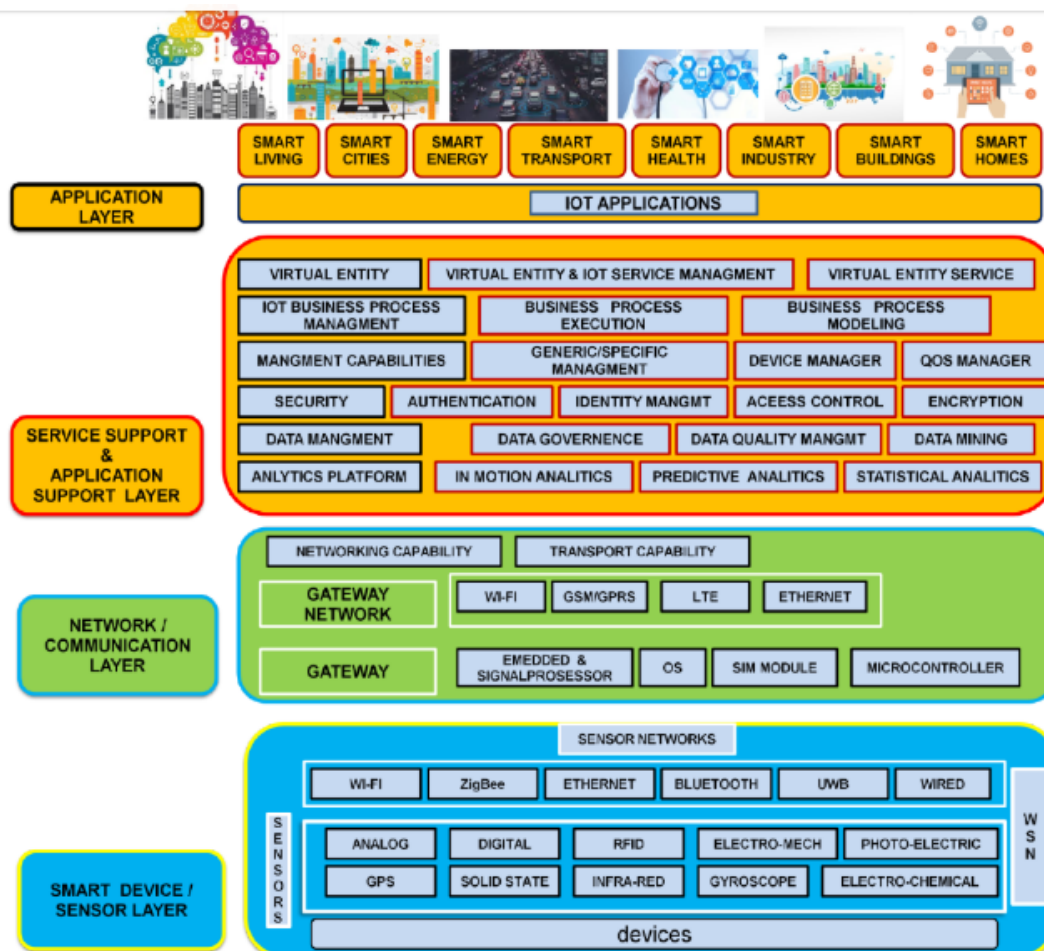 SMART LIVING
SMART CITIES
SMART ENERGY
SMART TRANSPORT
SMART HEALTH
SMART INDUSTRY
SMART BUILDINGS
SMART HOMES
APPLICATION LAYER
IOT APPLICATIONS
VIRTUAL ENTITY
VIRTUAL ENTITY & IOT SERVICE MANAGMENT
VIRTUAL ENTITY SERVICE
IOT BUSINESS PROCESS MANAGMENT
BUSINESS PROCESS EXECUTION
BUSINESS PROCESS MODELING
MANGMENT CAPABILITIES
GENERIC/SPECIFIC MANAGMENT
DEVICE MANAGER
QOS MANAGER
SECURITY
AUTHENTICATION
IDENTITY MANGMT
ACEESS CONTROL
ENCRYPTION
SERVICE SUPPORT
&
APPLICATION
SUPPORT LAYER
DATA MANGMENT
DATA GOVERNENCE
DATA QUALITY MANGMT
DATA MINING
ANLYTICS PLATFORM
IN MOTION ANALITICS
PREDICTIVE ANALITICS
STATISTICAL ANALITICS
NETWORKING CAPABILITY
TRANSPORT CAPABILITY
NETWORK /
COMMUNICATION
LAYER
GATEWAY
NETWORK
WI-FI
GSM/GPRS
LTE
ETHERNET
GATEWAY
EMEDDED &
SIGNALPROSESSOR
OS
SIM MODULE
MICROCONTROLLER
SENSOR NETWORKS
WI-FI
ZigBee
ETHERNET
BLUETOOTH
UWB
WIRED
SENSORS
WSN
ANALOG
DIGITAL
RFID
ELECTRO-MECH
PHOTO-ELECTRIC
GPS
SOLID STATE
INFRA-RED
GYROSCOPE
ELECTRO-CHEMICAL
SMART DEVICE /
SENSOR LAYER
devices